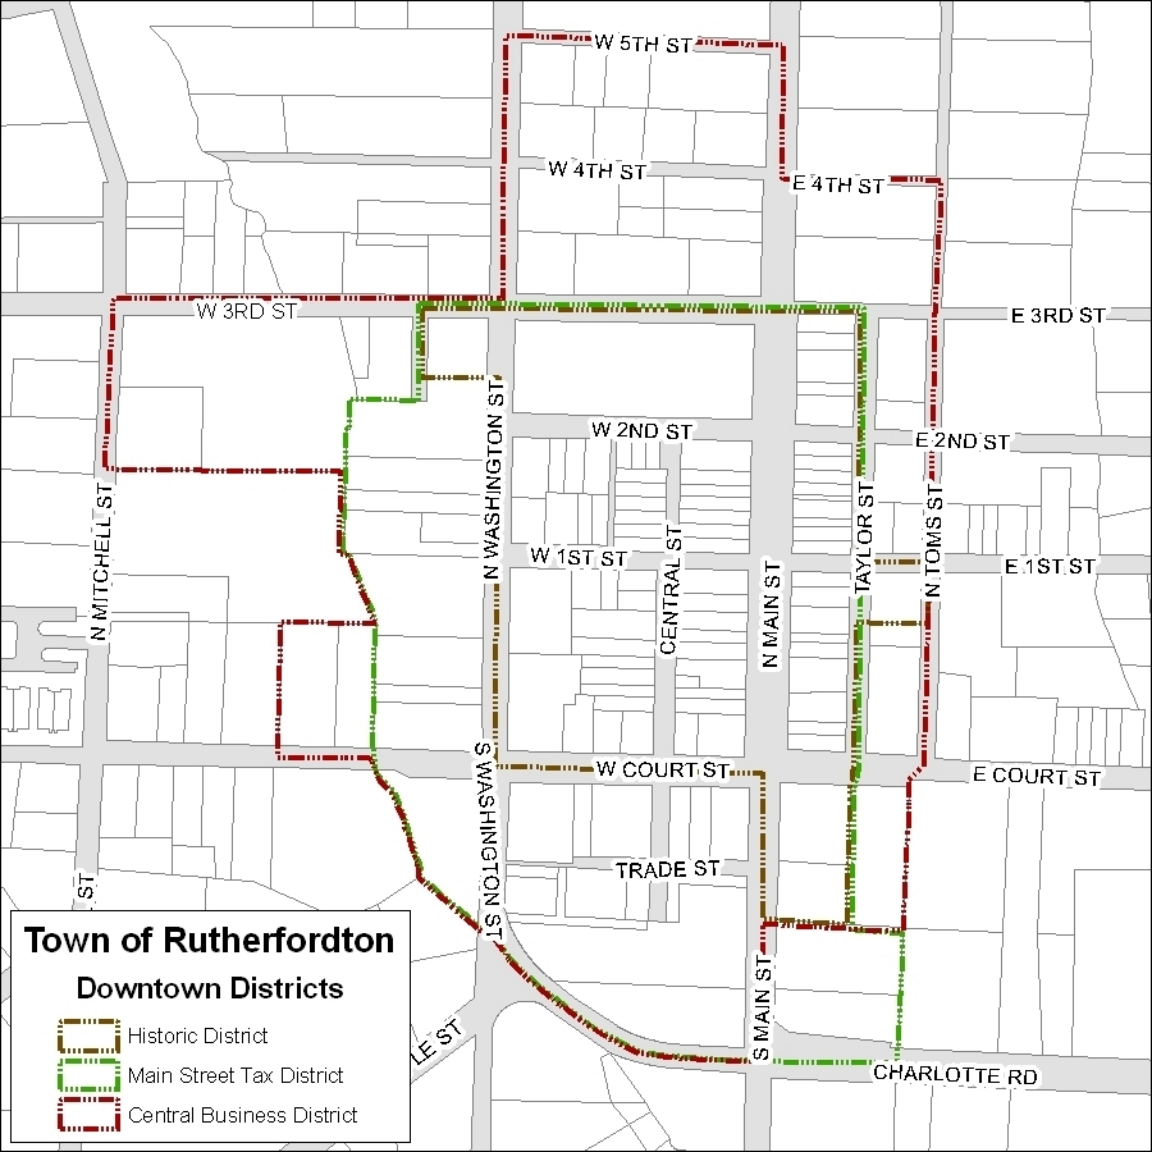 W 5TH ST
W 4TH ST
E 4TH ST
W 3RD ST
E 3RD ST
W 2ND ST
E 2ND ST
N WASHINGTON ST
N MITCHELL ST
TAYLOR ST
N TOMS ST
W 1ST ST
E 1ST ST
CENTRAL ST
N MAIN ST
S WASHINGTON ST
W COURT ST
E COURT ST
TRADE ST
ST
S MAIN ST
LE ST
CHARLOTTE RD
Town of Rutherfordton
Downtown Districts
Historic District
Main Street Tax District
Central Business District